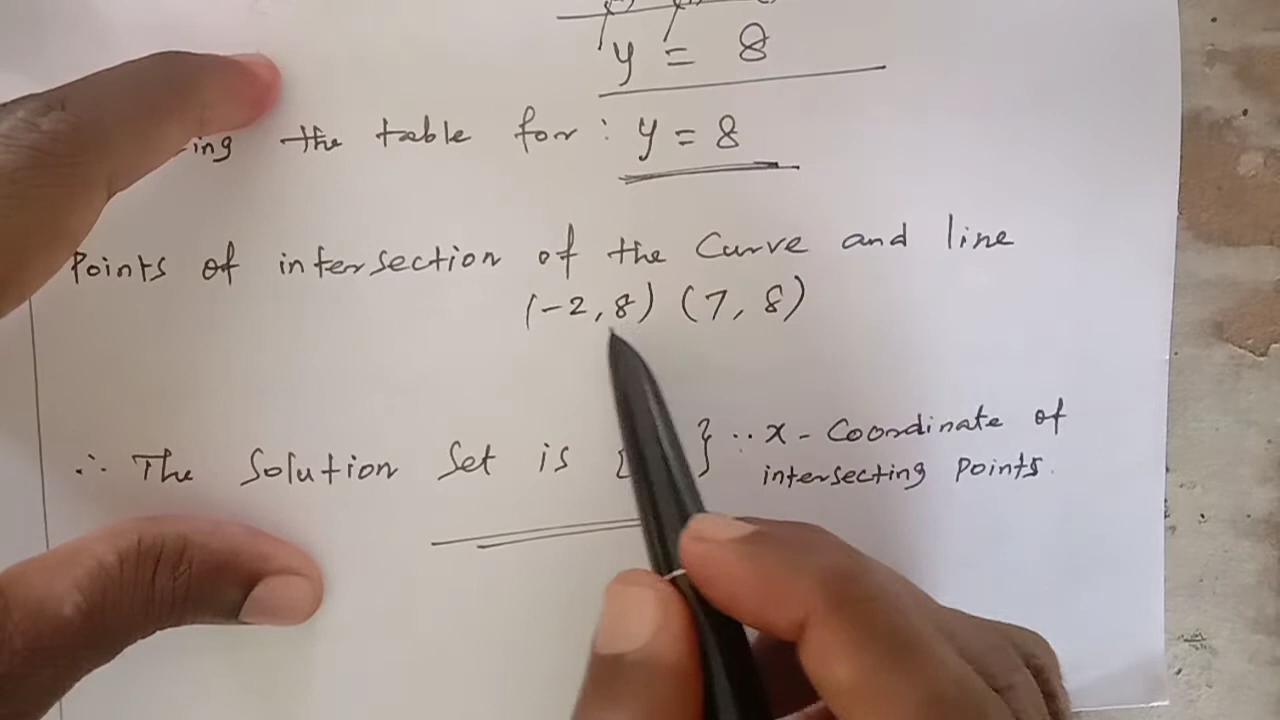 y = 8
the table for : y = 8
Points of intersection of the Curve and line
(-2, 8) (7, 8)
∴ The Solution Set is { } ∵ x - Coordinate of
intersecting Points.